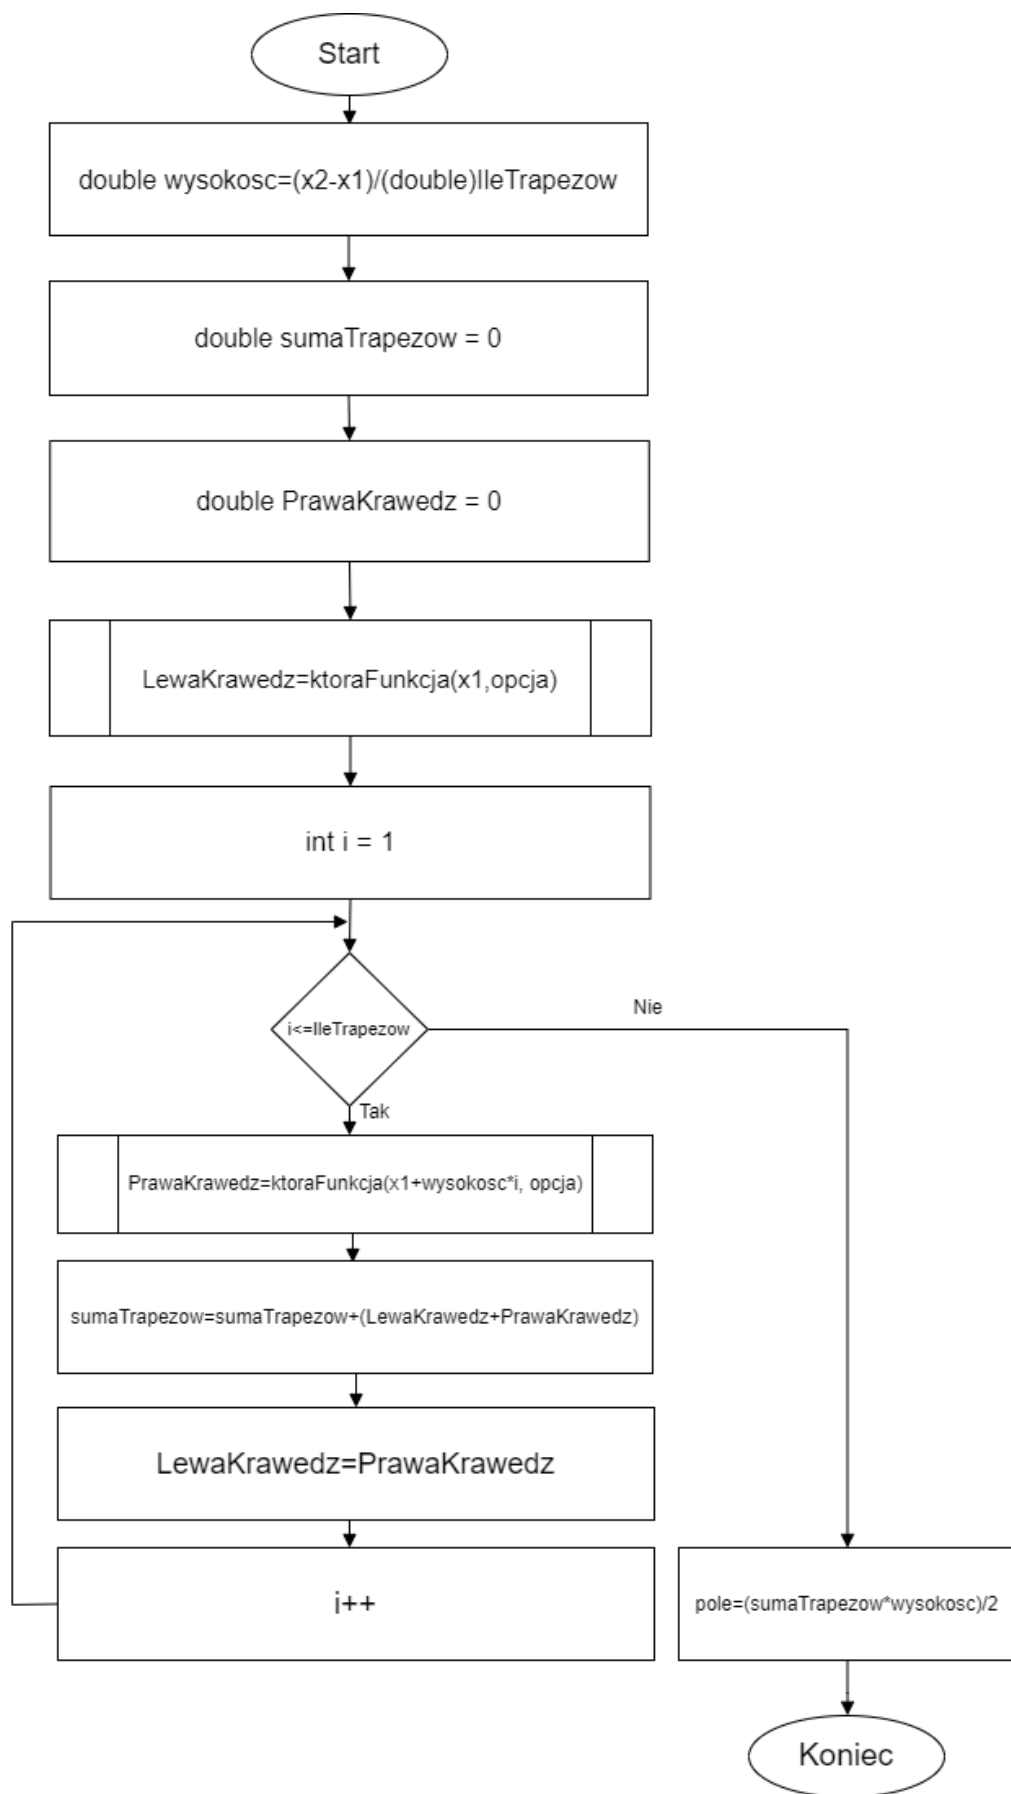 Start
double wysokosc=(x2-x1)/(double)IleTrapezow
double sumaTrapezow = 0
double PrawaKrawedz = 0
LewaKrawedz=ktoraFunkcja(x1,opcja)
int i = 1
i<=IleTrapezow
Nie
Tak
PrawaKrawedz=ktoraFunkcja(x1+wysokosc*i, opcja)
sumaTrapezow=sumaTrapezow+(LewaKrawedz+PrawaKrawedz)
LewaKrawedz=PrawaKrawedz
i++
pole=(sumaTrapezow*wysokosc)/2
Koniec